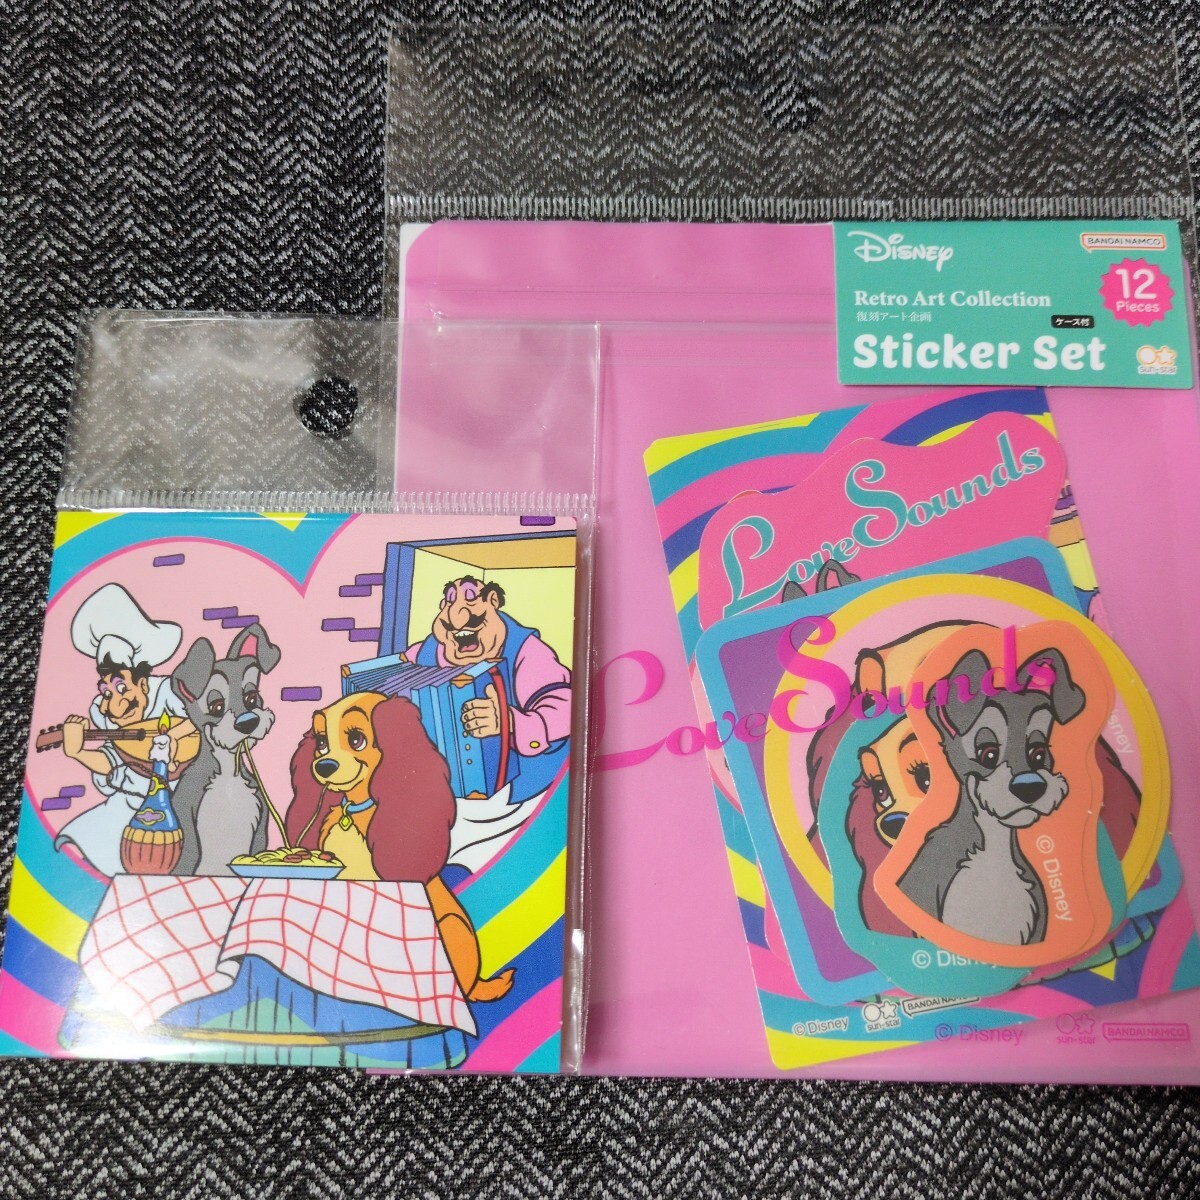 Disney
BANDAI NAMCO
Retro Art Collection
復刻アート企画
12
Pieces
ケース付
Sticker Set
sun-star
Love Sounds
Love Sounds
Disney
© Disney
© Disney
© Disney
sun-star
BANDAI NAMCO
© Disney
sun-star
BANDAI NAMCO